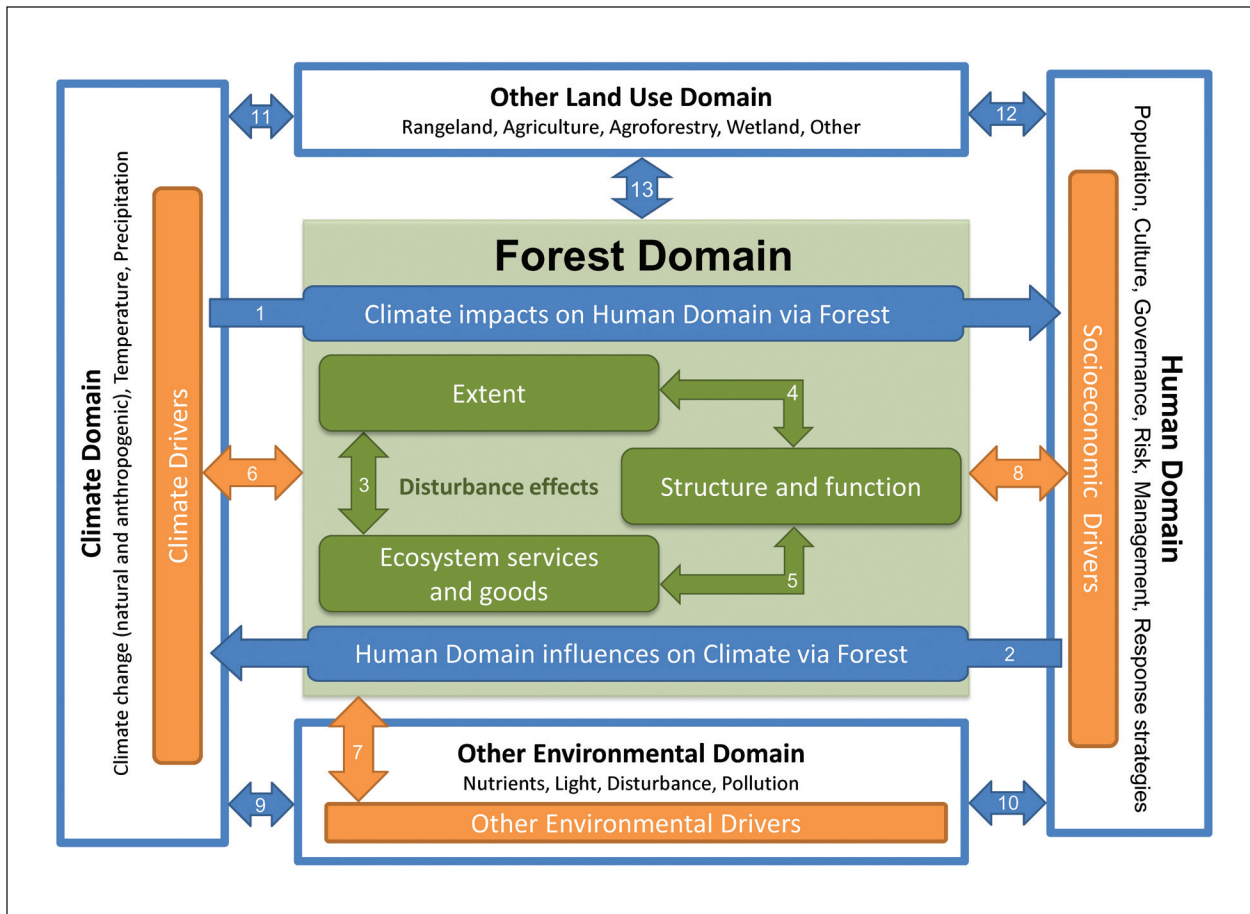 Other Land Use Domain
Rangeland, Agriculture, Agroforestry, Wetland, Other
11
12
13
Climate Domain
Climate change (natural and anthropogenic), Temperature, Precipitation
Climate Drivers
Forest Domain
1
Climate impacts on Human Domain via Forest
Extent
4
3
Disturbance effects
Structure and function
Ecosystem services
and goods
5
6
8
Human Domain influences on Climate via Forest
2
Socioeconomic Drivers
Population, Culture, Governance, Risk, Management, Response strategies
Human Domain
7
Other Environmental Domain
Nutrients, Light, Disturbance, Pollution
Other Environmental Drivers
9
10